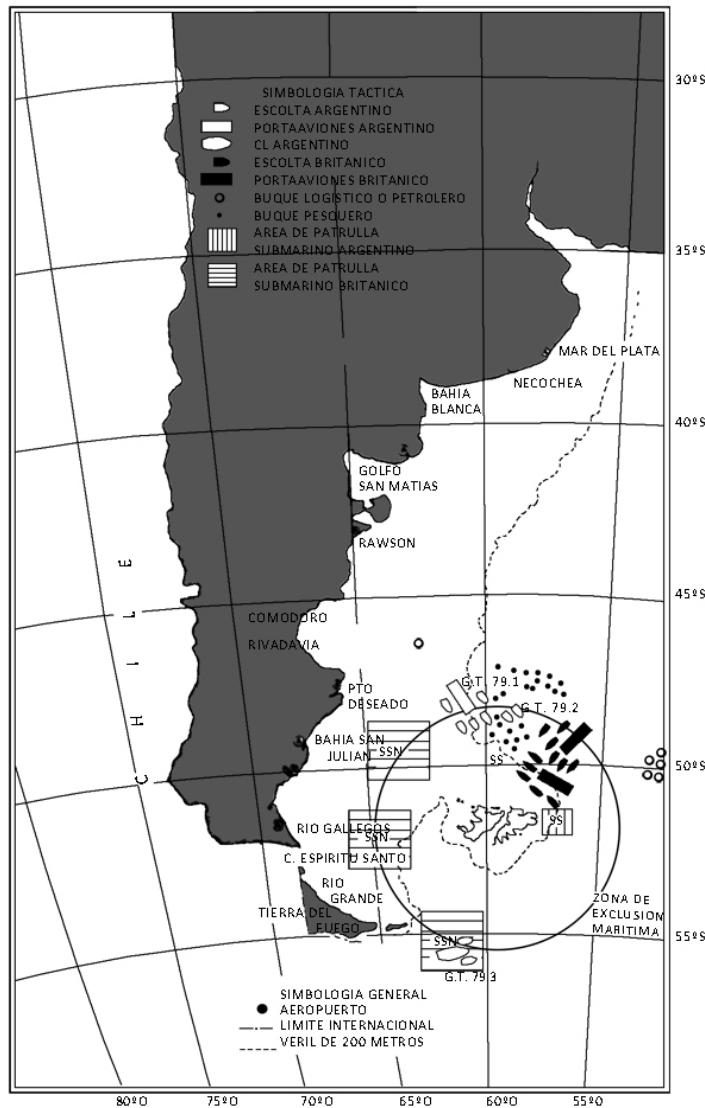 30ºS
SIMBOLOGIA TACTICA
ESCOLTA ARGENTINO
PORTAAVIONES ARGENTINO
CL ARGENTINO
ESCOLTA BRITANICO
PORTAAVIONES BRITANICO
BUQUE LOGÍSTICO O PETROLERO
BUQUE PESQUERO
AREA DE PATRULLA
SUBMARINO ARGENTINO
AREA DE PATRULLA
SUBMARINO BRITANICO
35ºS
MAR DEL PLATA
NECOCHEA
BAHIA
BLANCA
40ºS
GOLFO
SAN MATIAS
RAWSON
CHILE
45ºS
COMODORO
RIVADAVIA
G.T. 79.1
PTO
DESEADO
G.T. 79.2
BAHIA SAN
JULIAN
SSN
SS
50ºS
RIO GALLEGOS
SSN
SS
C. ESPIRITU SANTO
RIO
GRANDE
TIERRA DEL
FUEGO
ZONA DE
EXCLUSION
MARITIMA
55ºS
SSN
G.T. 79.3
SIMBOLOGIA GENERAL
AEROPUERTO
LIMITE INTERNACIONAL
VERIL DE 200 METROS
80ºO 75ºO 70ºO 65ºO 60ºO 55ºO